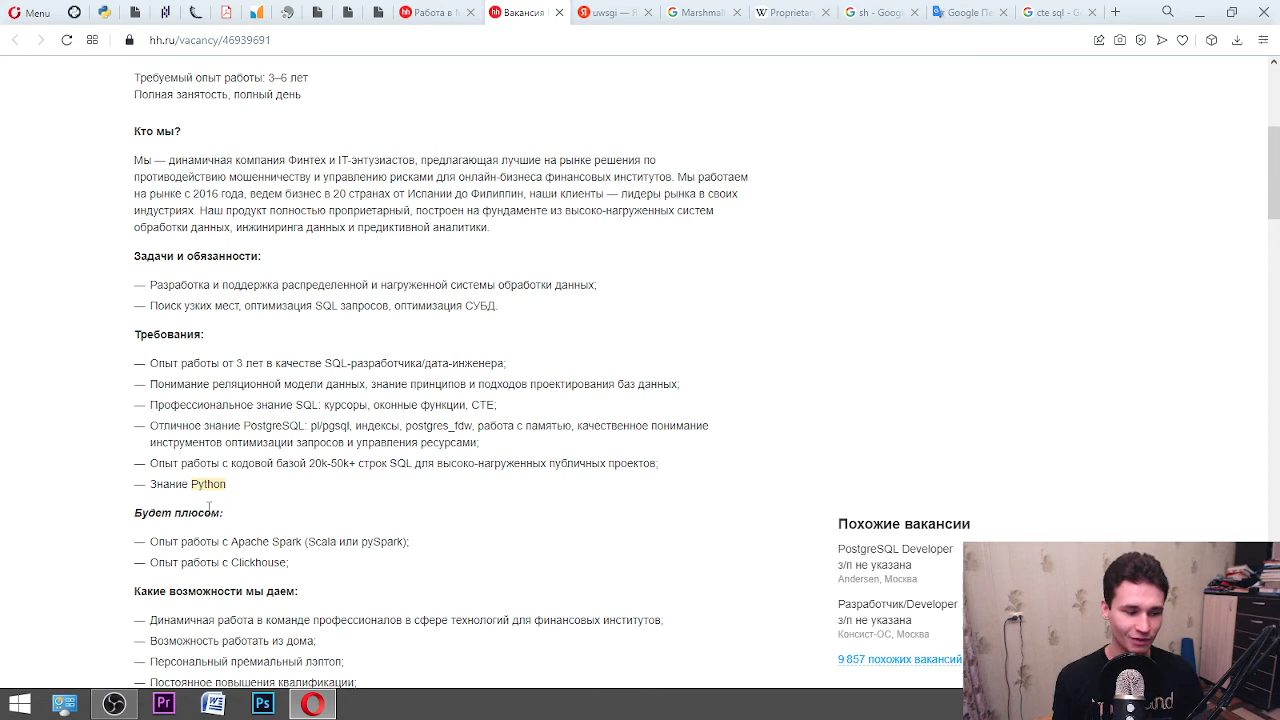 Menu
Работа в М
Вакансия
uwsgi — Я
Marshmall
Proprietar
sh - Googl
Google Пе
cte sql - G
hh.ru/vacancy/46939691
Требуемый опыт работы: 3–6 лет
Полная занятость, полный день
Кто мы?
Мы — динамичная компания Финтех и IT-энтузиастов, предлагающая лучшие на рынке решения по
противодействию мошенничеству и управлению рисками для онлайн-бизнеса финансовых институтов. Мы работаем
на рынке с 2016 года, ведем бизнес в 20 странах от Испании до Филиппин, наши клиенты — лидеры рынка в своих
индустриях. Наш продукт полностью проприетарный, построен на фундаменте из высоко-нагруженных систем
обработки данных, инжиниринга данных и предиктивной аналитики.
Задачи и обязанности:
— Разработка и поддержка распределенной и нагруженной системы обработки данных;
— Поиск узких мест, оптимизация SQL запросов, оптимизация СУБД.
Требования:
— Опыт работы от 3 лет в качестве SQL-разработчика/дата-инженера;
— Понимание реляционной модели данных, знание принципов и подходов проектирования баз данных;
— Профессиональное знание SQL: курсоры, оконные функции, CTE;
— Отличное знание PostgreSQL: pl/pgsql, индексы, postgres_fdw, работа с памятью, качественное понимание
инструментов оптимизации запросов и управления ресурсами;
— Опыт работы с кодовой базой 20k-50k+ строк SQL для высоко-нагруженных публичных проектов;
— Знание Python
Будет плюсом:
— Опыт работы с Apache Spark (Scala или pySpark);
— Опыт работы с Clickhouse;
Какие возможности мы даем:
— Динамичная работа в команде профессионалов в сфере технологий для финансовых институтов;
— Возможность работать из дома;
— Персональный премиальный лэптоп;
— Постоянное повышения квалификации;
Похожие вакансии
PostgreSQL Developer
з/п не указана
Andersen, Москва
Разработчик/Developer
з/п не указана
Консист-ОС, Москва
9 857 похожих вакансий
Pr
W
Ps